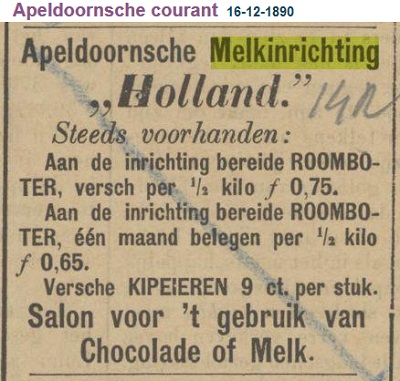 Apeldoornsche courant 16-12-1890
Apeldoornsche Melkinrichting
„Holland.”
14R
Steeds voorhanden:
Aan de inrichting bereide ROOMBO-
TER, versch per ½ kilo f 0,75.
Aan de inrichting bereide ROOMBO-
TER, één maand belegen per ½ kilo
f 0,65.
Versche KIPEIEREN 9 ct. per stuk.
Salon voor 't gebruik van
Chocolade of Melk.